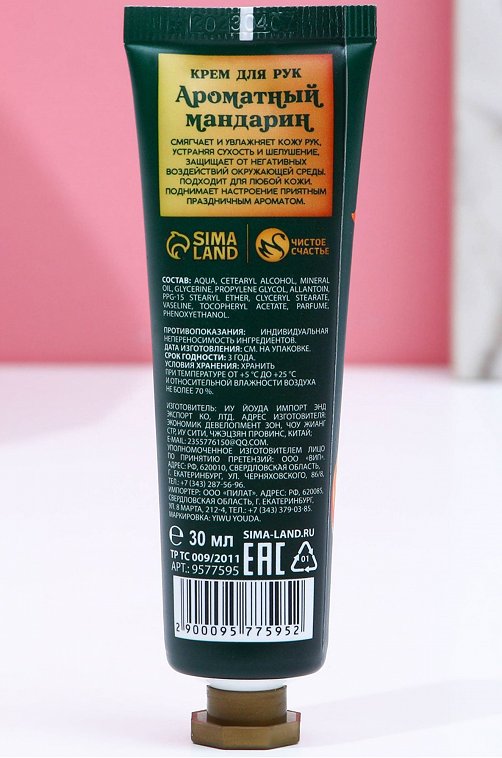 20230407
КРЕМ ДЛЯ РУК
Ароматный
мандарин
СМЯГЧАЕТ И УВЛАЖНЯЕТ КОЖУ РУК,
УСТРАНЯЯ СУХОСТЬ И ШЕЛУШЕНИЕ,
ЗАЩИЩАЕТ ОТ НЕГАТИВНЫХ
ВОЗДЕЙСТВИЙ ОКРУЖАЮЩЕЙ СРЕДЫ.
ПОДХОДИТ ДЛЯ ЛЮБОЙ КОЖИ.
ПОДНИМАЕТ НАСТРОЕНИЕ ПРИЯТНЫМ
ПРАЗДНИЧНЫМ АРОМАТОМ.
SIMA
LAND
ЧИСТОЕ
СЧАСТЬЕ
СОСТАВ: AQUA, CETEARYL ALCOHOL, MINERAL
OIL, GLYCERINE, PROPYLENE GLYCOL, ALLANTOIN,
PPG-15 STEARYL ETHER, GLYCERYL STEARATE,
VASELINE, TOCOPHERYL ACETATE, PARFUME,
PHENOXYETHANOL.
ПРОТИВОПОКАЗАНИЯ: ИНДИВИДУАЛЬНАЯ
НЕПЕРЕНОСИМОСТЬ ИНГРЕДИЕНТОВ.
ДАТА ИЗГОТОВЛЕНИЯ: СМ. НА УПАКОВКЕ.
СРОК ГОДНОСТИ: 3 ГОДА.
УСЛОВИЯ ХРАНЕНИЯ: ХРАНИТЬ
ПРИ ТЕМПЕРАТУРЕ ОТ +5 °С ДО +25 °С
И ОТНОСИТЕЛЬНОЙ ВЛАЖНОСТИ ВОЗДУХА
НЕ БОЛЕЕ 70 %.
ИЗГОТОВИТЕЛЬ: ИУ ЙОУДА ИМПОРТ ЭНД
ЭКСПОРТ КО, ЛТД. АДРЕС ИЗГОТОВИТЕЛЯ:
ЭКОНОМИК ДЕВЕЛОПМЕНТ ЗОН, ЧОУ ЖИАНГ
СТР, ИУ СИТИ, ЧЖЭЦЗЯН ПРОВИНС, КИТАЙ;
E-MAIL: 2355776150@QQ.COM.
УПОЛНОМОЧЕННОЕ ИЗГОТОВИТЕЛЕМ ЛИЦО
ПО ПРИНЯТИЮ ПРЕТЕНЗИЙ: ООО «ВИП».
АДРЕС: РФ, 620010, СВЕРДЛОВСКАЯ ОБЛАСТЬ,
Г. ЕКАТЕРИНБУРГ, УЛ. ЧЕРНЯХОВСКОГО, 86/8,
ТЕЛ.: +7 (343) 287-56-96.
ИМПОРТЕР: ООО «ПИЛАТ». АДРЕС: РФ, 620085,
СВЕРДЛОВСКАЯ ОБЛАСТЬ, Г. ЕКАТЕРИНБУРГ,
УЛ. 8 МАРТА, 212-4, ТЕЛ.: +7 (343) 379-03-85.
МАРКИРОВКА: YIWU YOUDA.
℮ 30 МЛ
SIMA-LAND.RU
ТР ТС 009/2011
АРТ.: 9577595
EAC
01
2 900095 775952